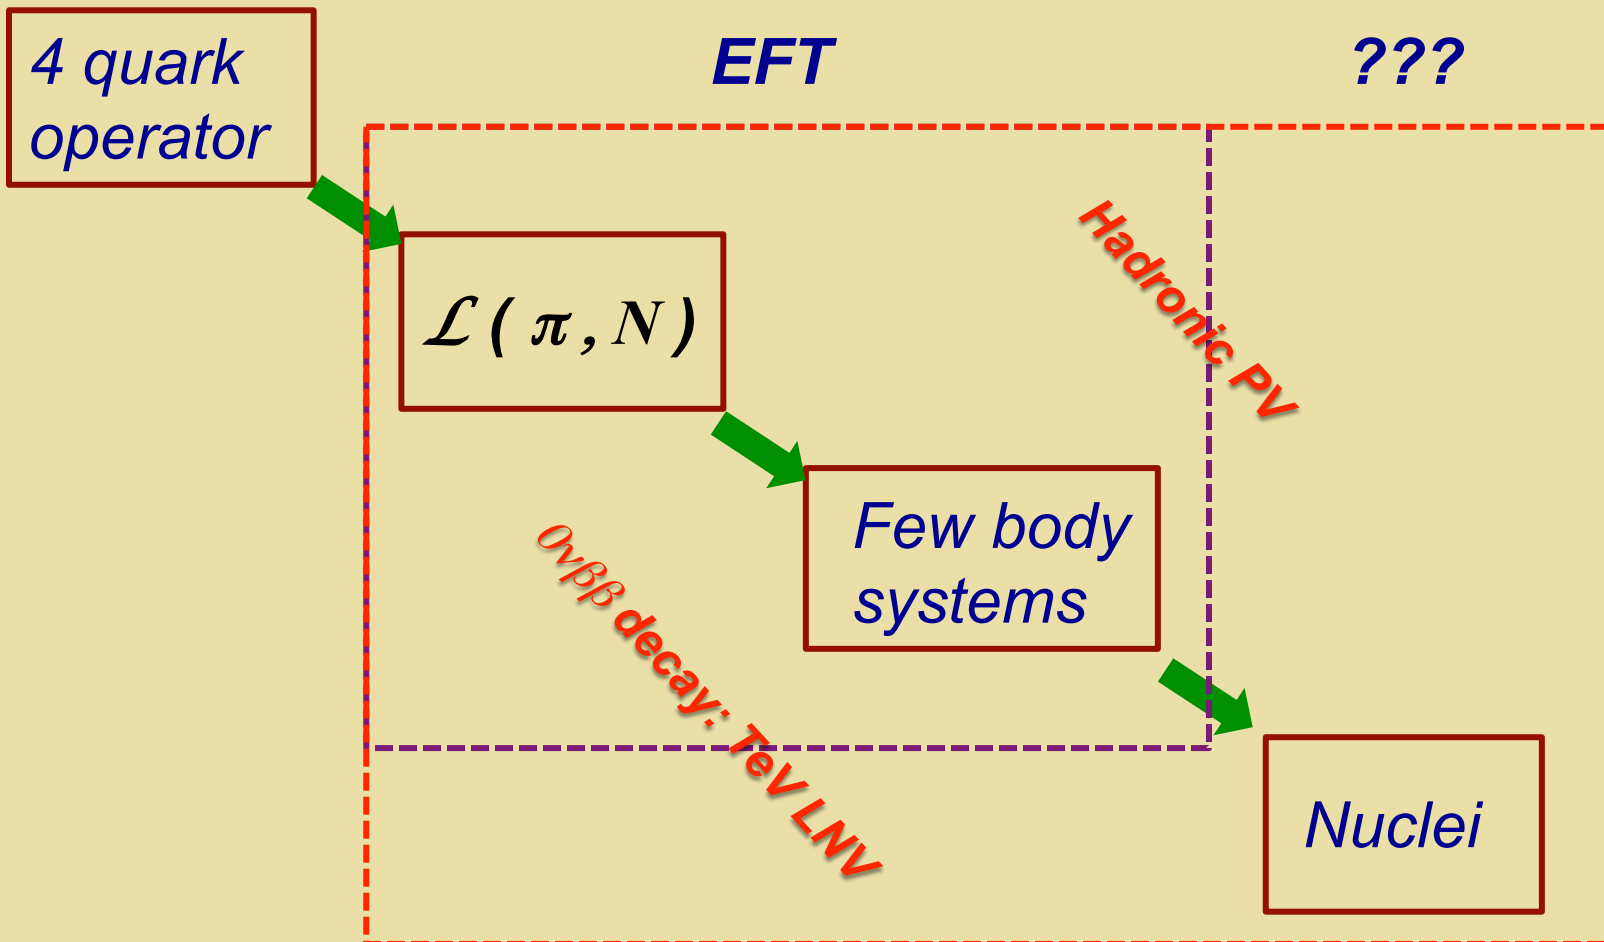 4 quark
operator
EFT
???
ℒ(π,N)
Hadronic PV
Few body
systems
0νββ decay: TeV LNV
Nuclei